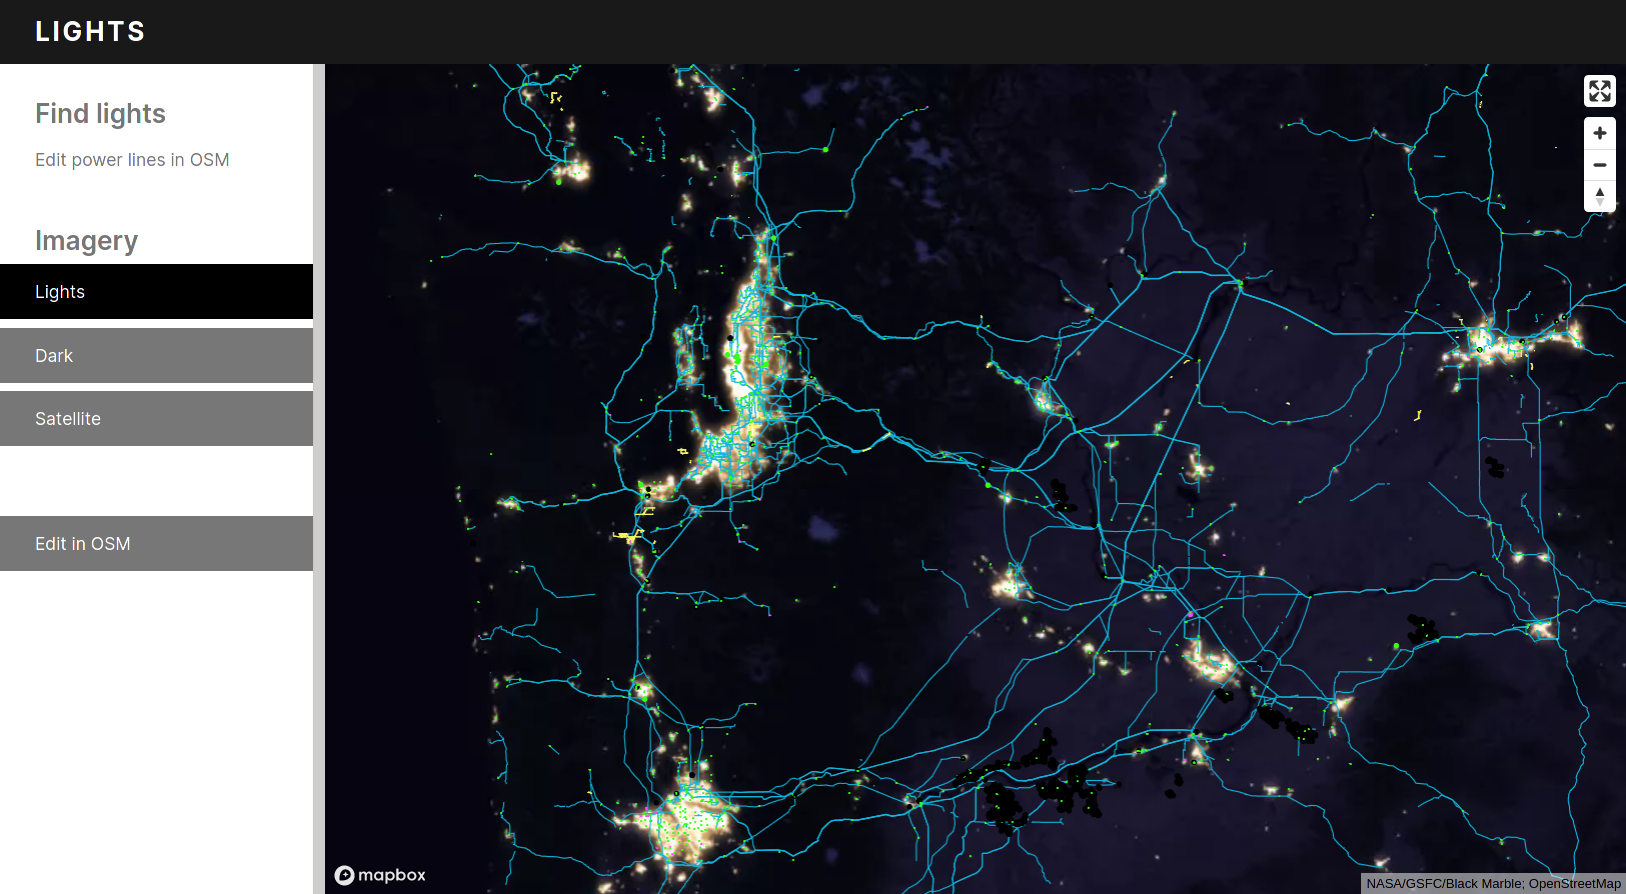 LIGHTS
Find lights
Edit power lines in OSM
Imagery
Lights
Dark
Satellite
Edit in OSM
mapbox
NASA/GSFC/Black Marble; OpenStreetMap